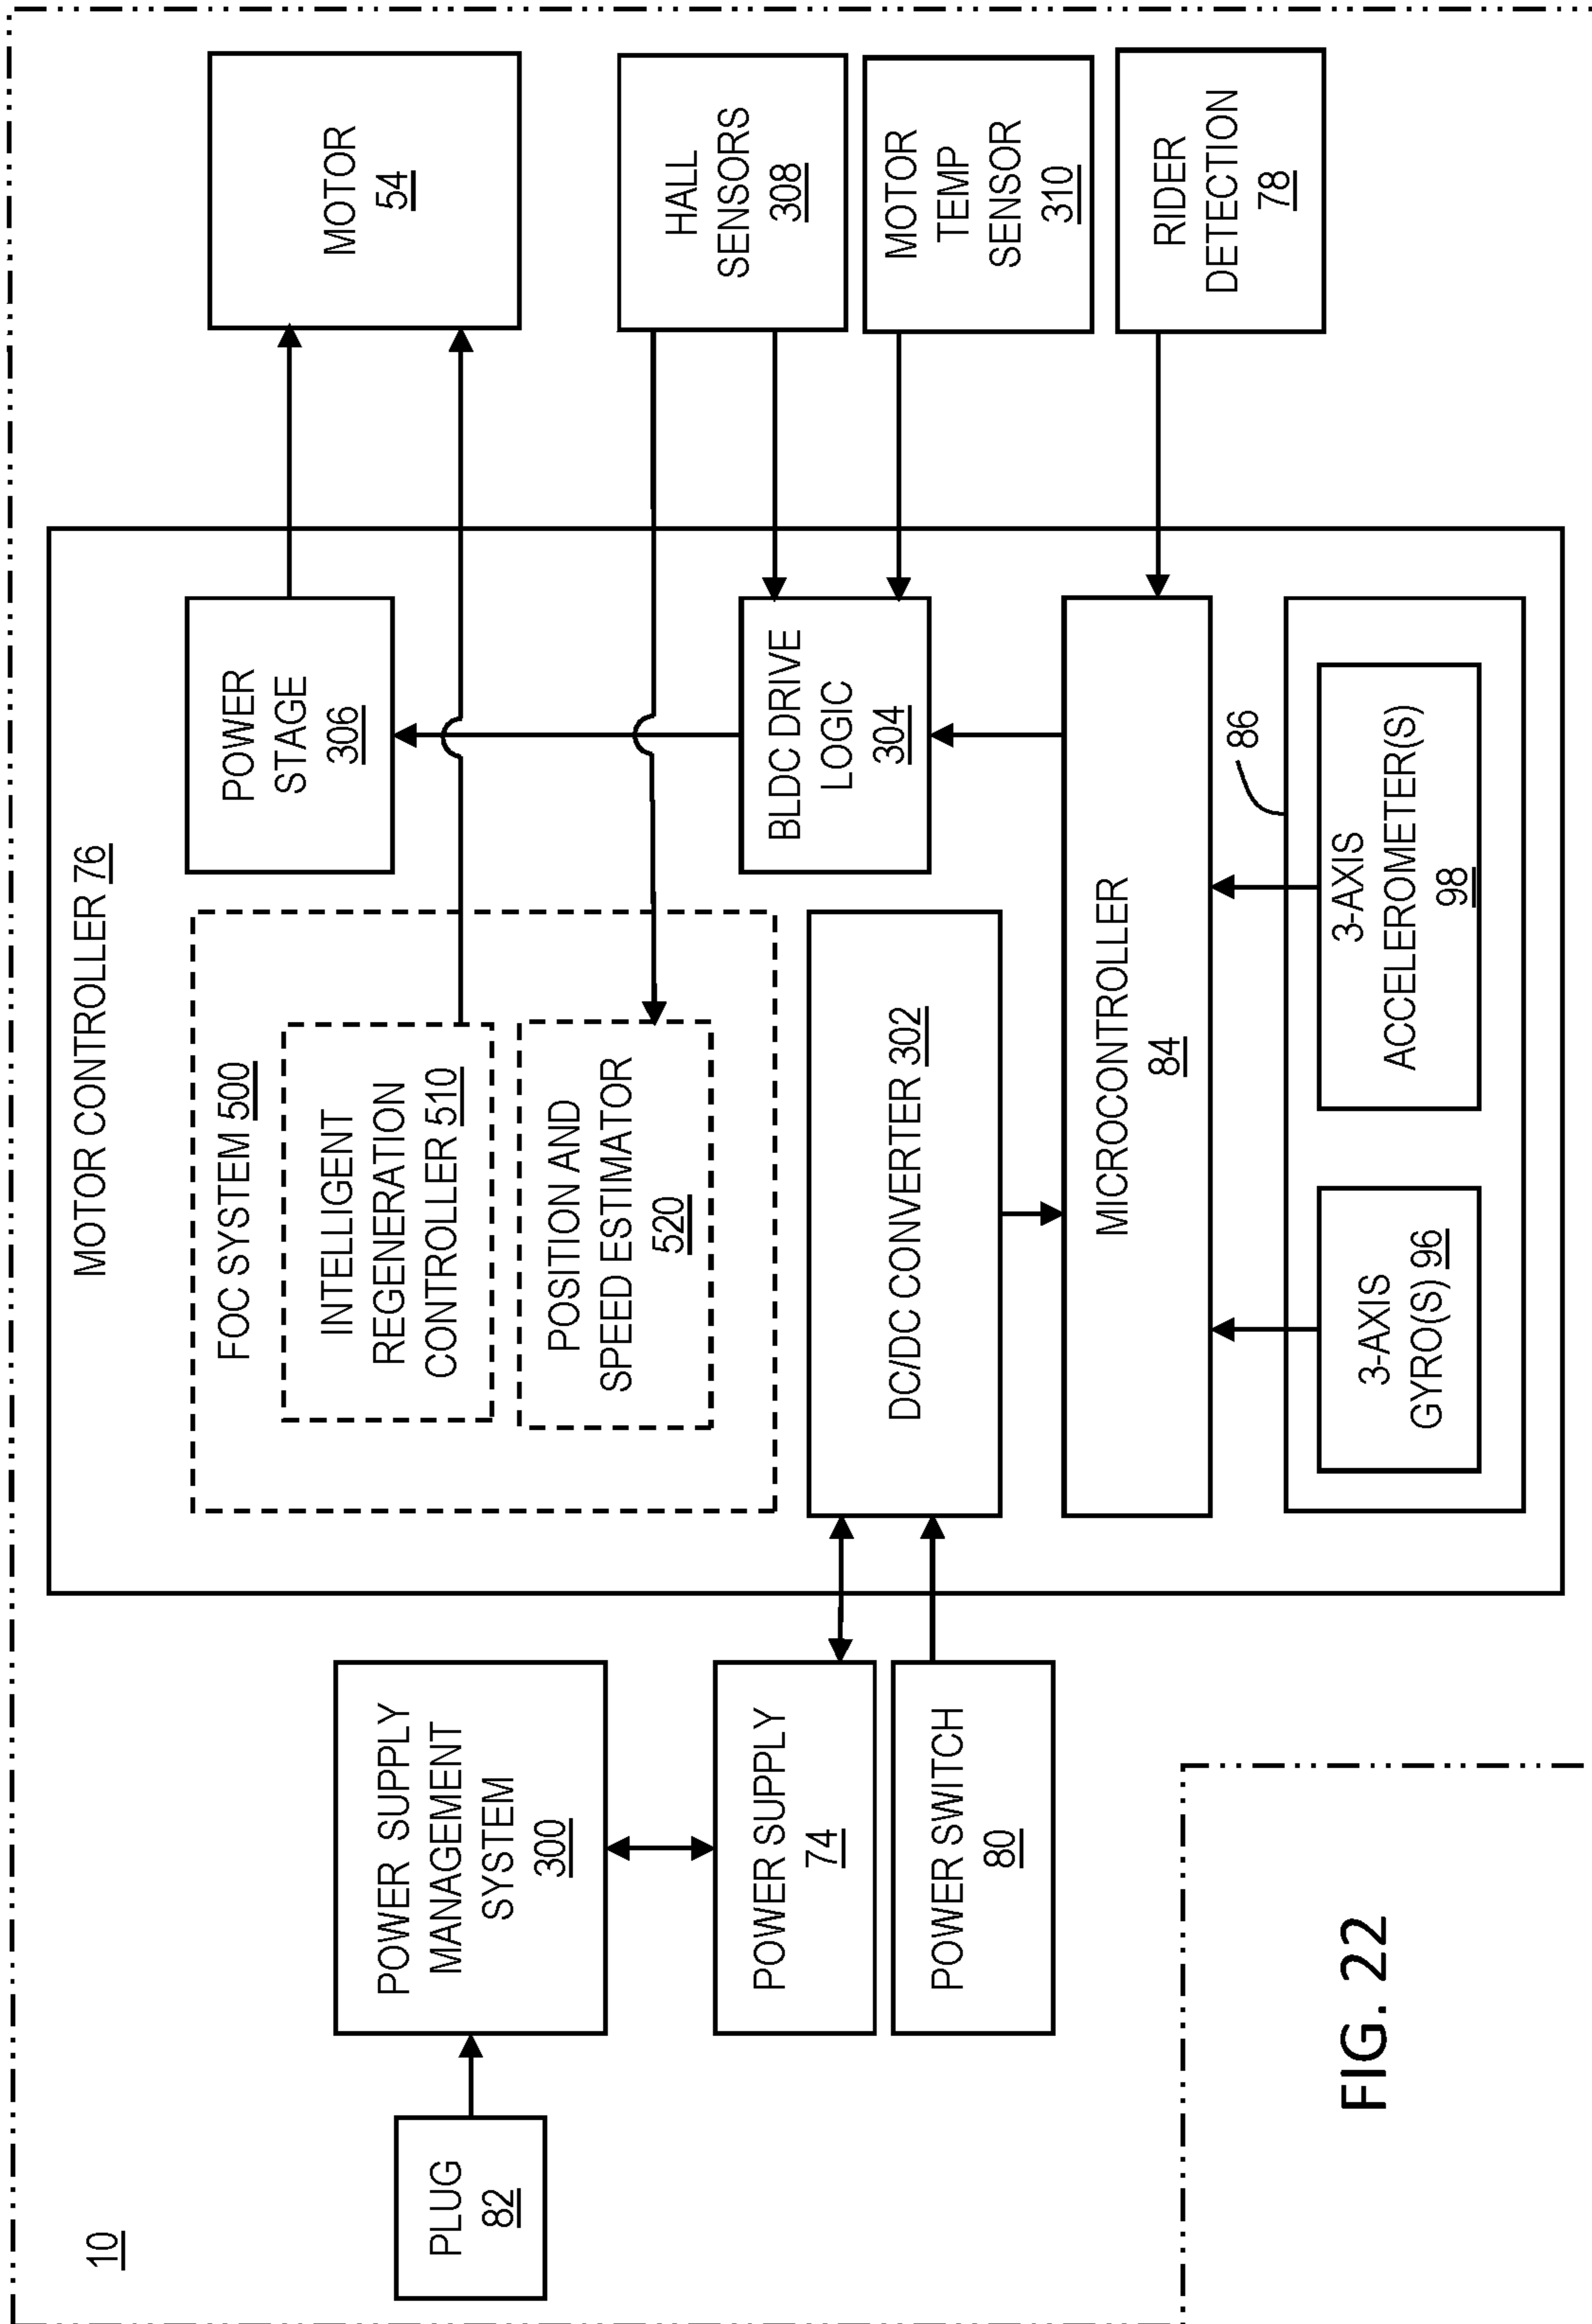 10
PLUG
82
POWER SUPPLY
MANAGEMENT
SYSTEM
300
POWER SUPPLY
74
POWER SWITCH
80
MOTOR CONTROLLER 76
FOC SYSTEM 500
INTELLIGENT
REGENERATION
CONTROLLER 510
POSITION AND
SPEED ESTIMATOR
520
POWER
STAGE
306
BLDC DRIVE
LOGIC
304
DC/DC CONVERTER 302
MICROCONTROLLER
84
86
3-AXIS
GYRO(S) 96
3-AXIS
ACCELEROMETER(S)
98
MOTOR
54
HALL
SENSORS
308
MOTOR
TEMP
SENSOR
310
RIDER
DETECTION
78
FIG. 22